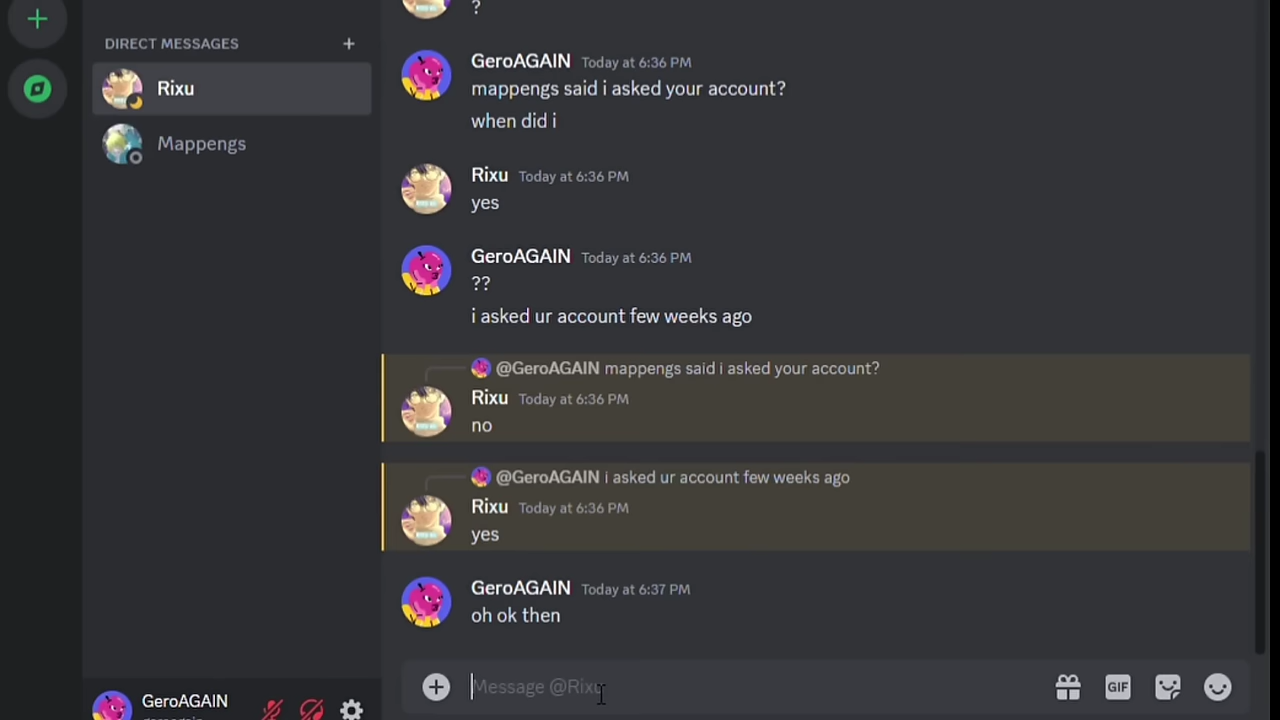 ?
DIRECT MESSAGES
Rixu
Mappengs
GeroAGAIN Today at 6:36 PM
mappengs said i asked your account?
when did i
Rixu Today at 6:36 PM
yes
GeroAGAIN Today at 6:36 PM
??
i asked ur account few weeks ago
@GeroAGAIN mappengs said i asked your account?
Rixu Today at 6:36 PM
no
@GeroAGAIN i asked ur account few weeks ago
Rixu Today at 6:36 PM
yes
GeroAGAIN Today at 6:37 PM
oh ok then
Message @Rixu
GIF
GeroAGAIN